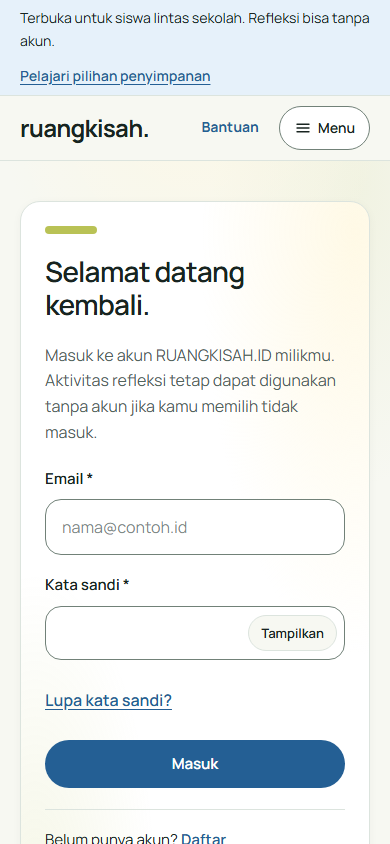 Terbuka untuk siswa lintas sekolah. Refleksi bisa tanpa
akun.
Pelajari pilihan penyimpanan
ruangkisah.
Bantuan
Menu
Selamat datang
kembali.
Masuk ke akun RUANGKISAH.ID milikmu.
Aktivitas refleksi tetap dapat digunakan
tanpa akun jika kamu memilih tidak
masuk.
Email *
nama@contoh.id
Kata sandi *
Tampilkan
Lupa kata sandi?
Masuk
Belum punya akun? Daftar